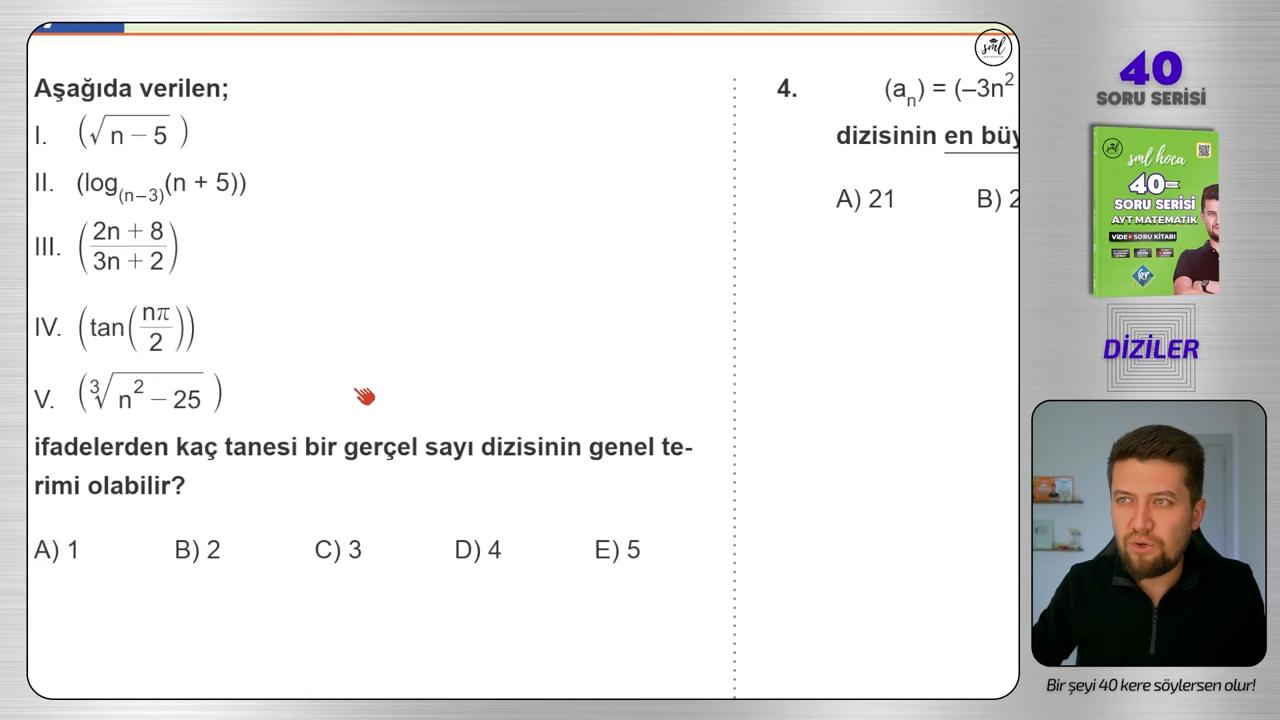 Aşağıda verilen;
I. (√(n − 5))
II. (log₍ₙ₋₃₎(n + 5))
III. ((2n + 8)/(3n + 2))
IV. (tan(nπ/2))
V. (∛(n² − 25))
ifadelerden kaç tanesi bir gerçel sayı dizisinin genel te-
rimi olabilir?
A) 1 B) 2 C) 3 D) 4 E) 5
sml
4. (aₙ) = (–3n²
dizisinin en büy
A) 21 B) 2
40
SORU SERİSİ
sml hoca
40
SORU SERİSİ
AYT MATEMATİK
VİDEO SORU KİTABI
DİZİLER
Bir şeyi 40 kere söylersen olur!